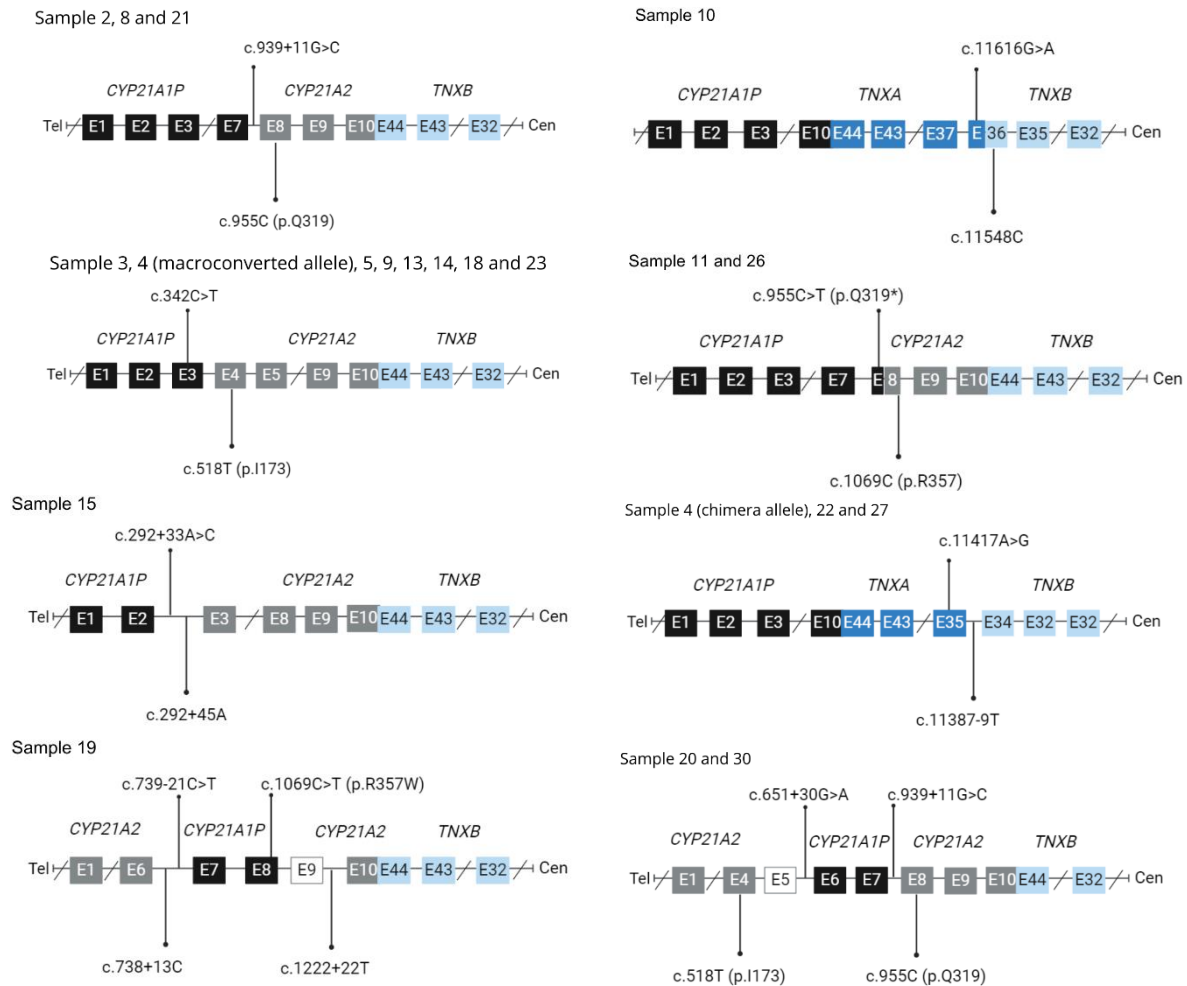 Sample 2, 8 and 21
c.939+11G>C
CYP21A1P CYP21A2 TNXB
Tel E1 E2 E3 E7 E8 E9 E10 E44 E43 E32 Cen
c.955C (p.Q319)
Sample 3, 4 (macroconverted allele), 5, 9, 13, 14, 18 and 23
c.342C>T
CYP21A1P CYP21A2 TNXB
Tel E1 E2 E3 E4 E5 E9 E10 E44 E43 E32 Cen
c.518T (p.I173)
Sample 15
c.292+33A>C
CYP21A1P CYP21A2 TNXB
Tel E1 E2 E3 E8 E9 E10 E44 E43 E32 Cen
c.292+45A
Sample 19
c.739-21C>T c.1069C>T (p.R357W)
CYP21A2 CYP21A1P CYP21A2 TNXB
Tel E1 E6 E7 E8 E9 E10 E44 E43 E32 Cen
c.738+13C c.1222+22T
Sample 10
c.11616G>A
CYP21A1P TNXA TNXB
E1 E2 E3 E10 E44 E43 E37 E 36 E35 E32 Cen
c.11548C
Sample 11 and 26
c.955C>T (p.Q319*)
CYP21A1P CYP21A2 TNXB
Tel E1 E2 E3 E7 E 8 E9 E10 E44 E43 E32 Cen
c.1069C (p.R357)
Sample 4 (chimera allele), 22 and 27
c.11417A>G
CYP21A1P TNXA TNXB
Tel E1 E2 E3 E10 E44 E43 E35 E34 E32 E32 Cen
c.11387-9T
Sample 20 and 30
c.651+30G>A c.939+11G>C
CYP21A2 CYP21A1P CYP21A2 TNXB
Tel E1 E4 E5 E6 E7 E8 E9 E10 E44 E32 Cen
c.518T (p.I173) c.955C (p.Q319)